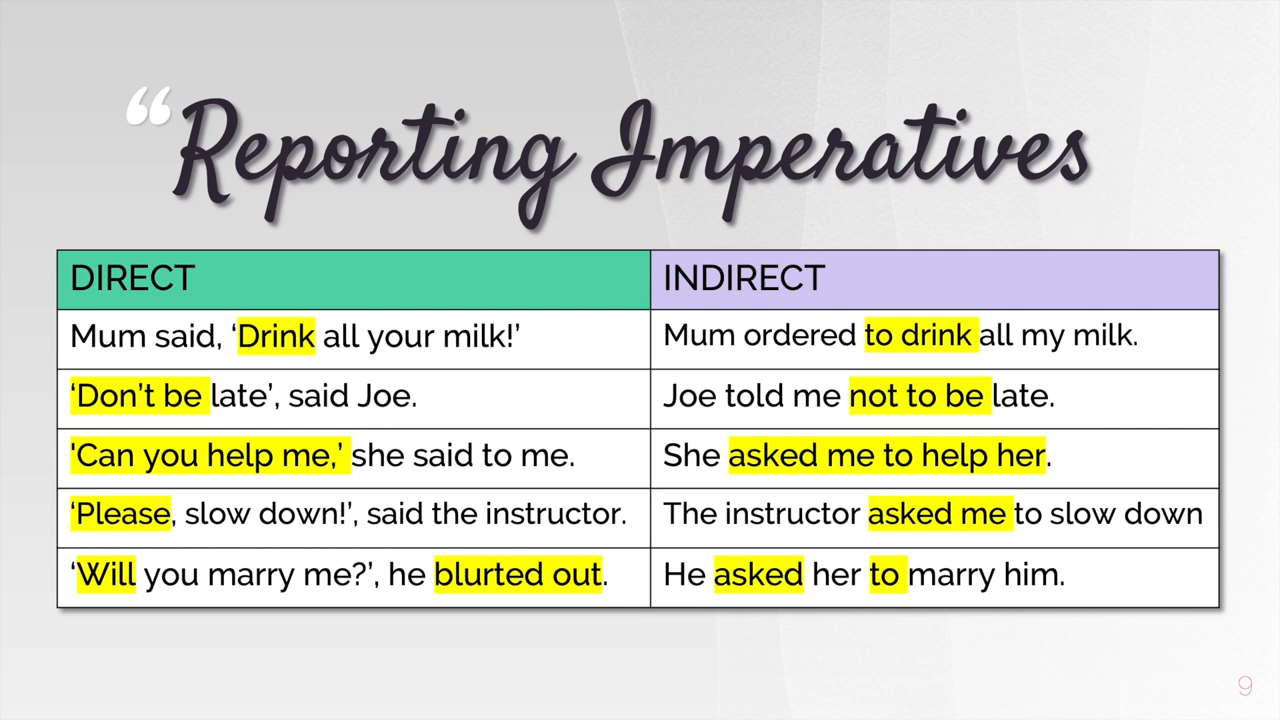 “Reporting Imperatives
DIRECT
INDIRECT
Mum said, ‘Drink all your milk!’
Mum ordered to drink all my milk.
‘Don’t be late’, said Joe.
Joe told me not to be late.
'Can you help me,’ she said to me.
She asked me to help her.
‘Please, slow down!’, said the instructor.
The instructor asked me to slow down
‘Will you marry me?’, he blurted out.
He asked her to marry him.
9